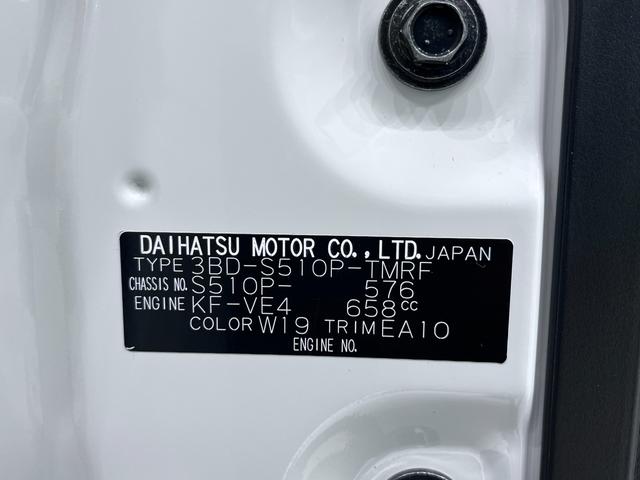 DAIHATSU MOTOR CO.,LTD. JAPAN
TYPE 3BD-S510P-TMRF
CHASSIS NO. S510P- 576
ENGINE KF-VE4 658cc
COLOR W19 TRIM EA10
ENGINE NO.